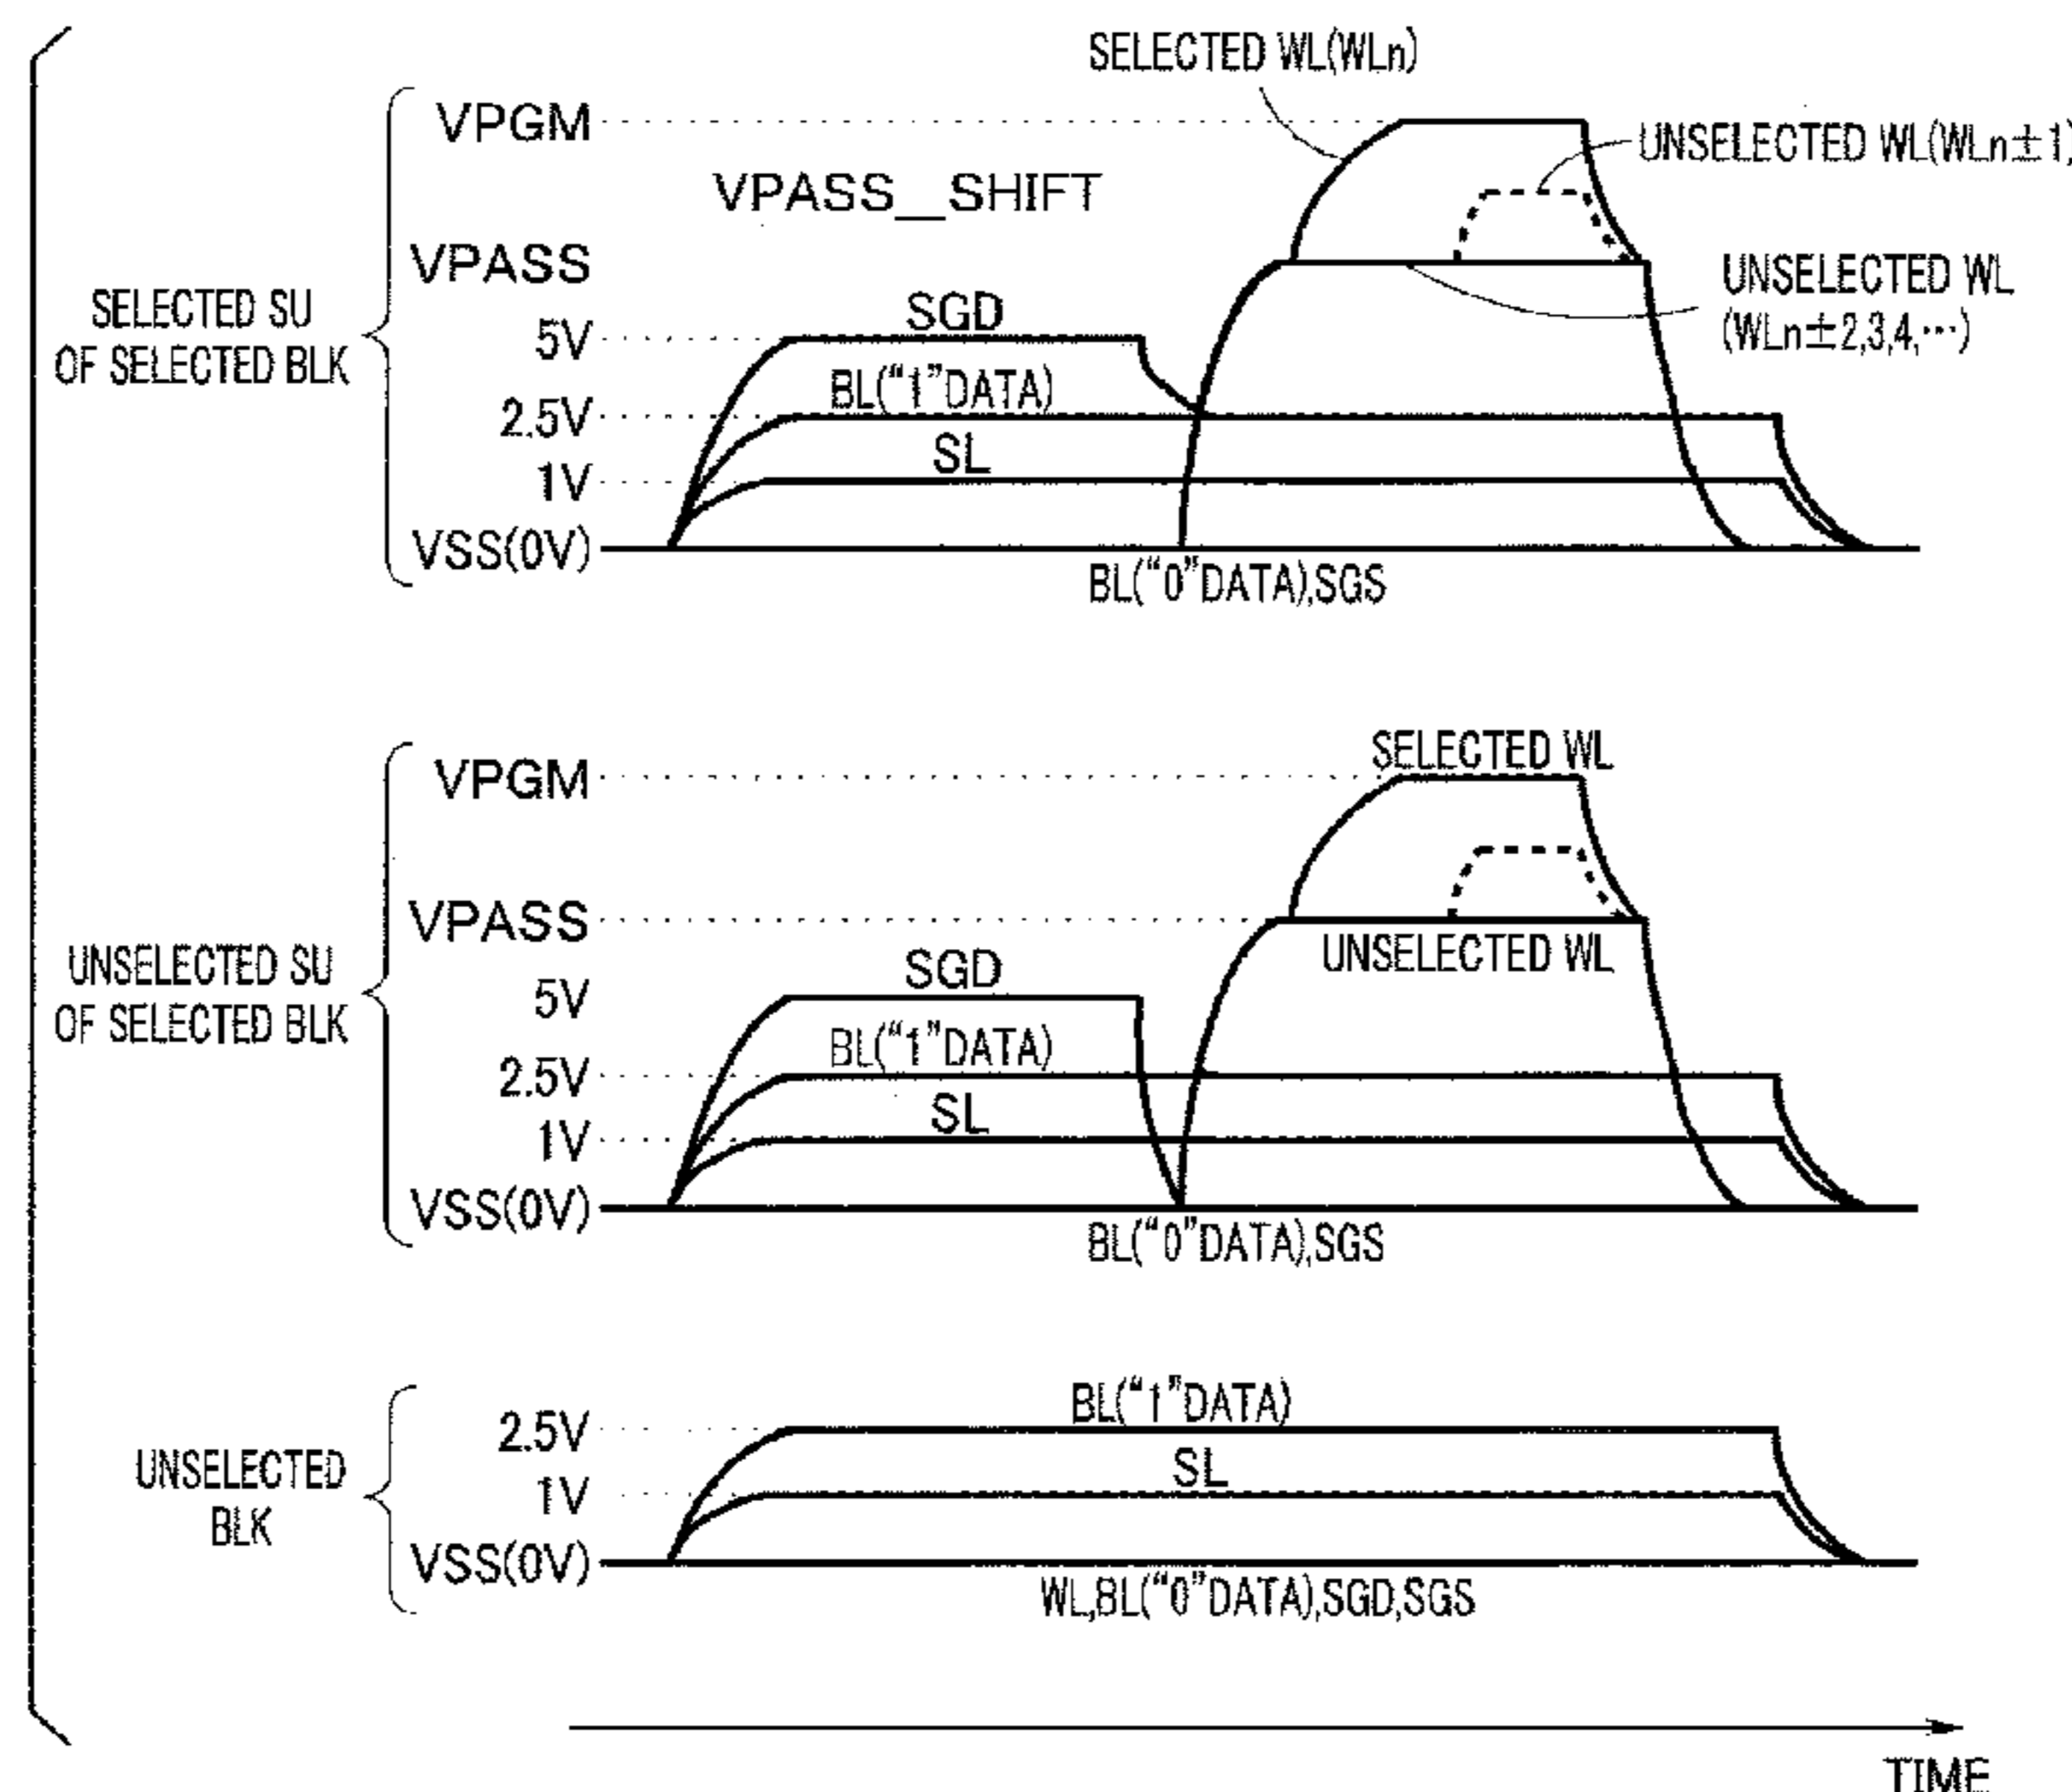 SELECTED WL(WLn)
VPGM
UNSELECTED WL(WLn±1)
VPASS_SHIFT
VPASS
UNSELECTED WL
(WLn±2,3,4,···)
SELECTED SU
OF SELECTED BLK
SGD
5V
BL("1"DATA)
2.5V
SL
1V
VSS(0V)
BL("0"DATA),SGS
SELECTED WL
VPGM
VPASS
UNSELECTED WL
UNSELECTED SU
OF SELECTED BLK
SGD
5V
BL("1"DATA)
2.5V
SL
1V
VSS(0V)
BL("0"DATA),SGS
BL("1"DATA)
2.5V
SL
1V
UNSELECTED
BLK
VSS(0V)
WL,BL("0"DATA),SGD,SGS
TIME